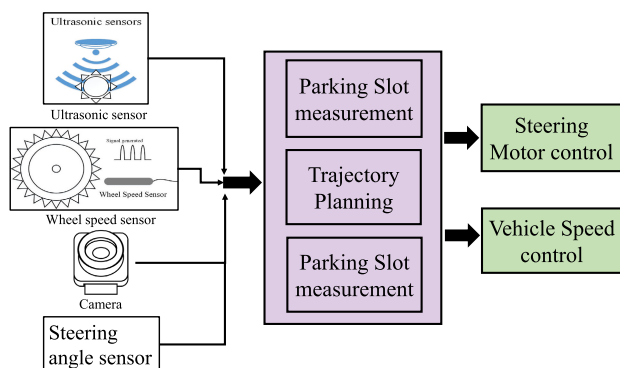 Ultrasonic sensors
Ultrasonic sensor
Signal generated
Wheel Speed Sensor
Wheel speed sensor
Camera
Steering
angle sensor
Parking Slot
measurement
Trajectory
Planning
Parking Slot
measurement
Steering
Motor control
Vehicle Speed
control